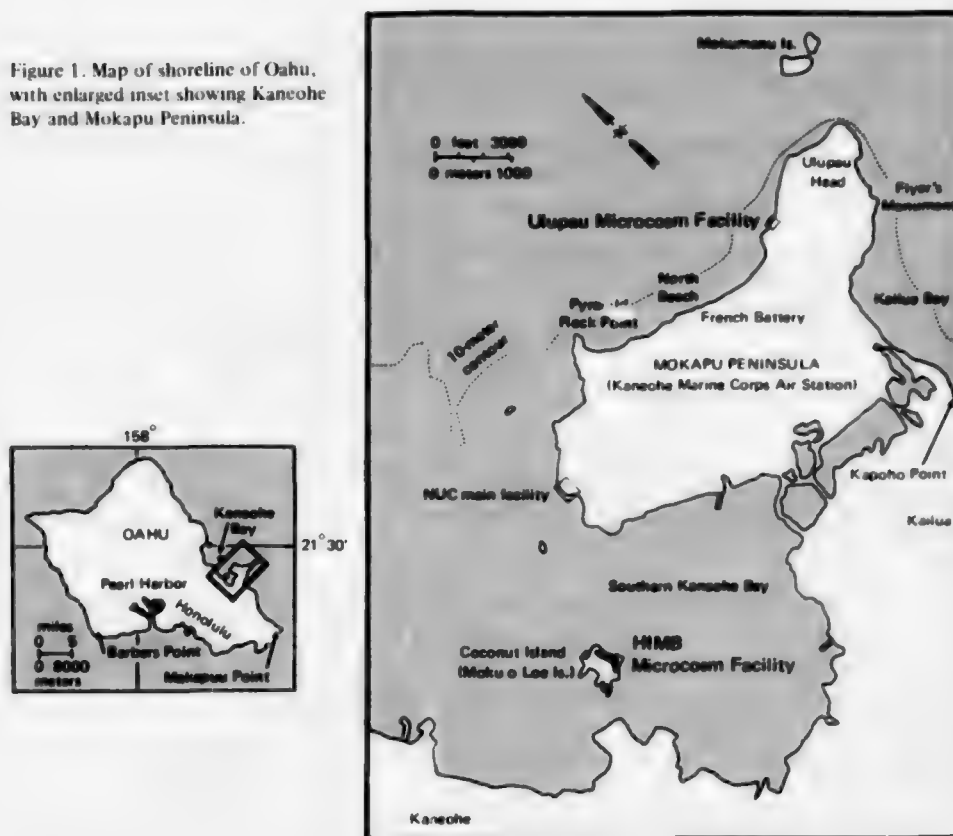 Figure 1. Map of shoreline of Oahu,
with enlarged inset showing Kaneohe
Bay and Mokapu Peninsula.
Mokumanu Is.
0 feet 3000
0 meters 1000
Ulupau
Head
Flyer's
Monument
Ulupau Microcosm Facility
North
Beach
Kailua Bay
Pyramid
Rock Point
French Battery
10-meter
contour
MOKAPU PENINSULA
(Kaneohe Marine Corps Air Station)
Kapoho Point
NUC main facility
Kailua
Southern Kaneohe Bay
Coconut Island
(Moku o Loe Is.)
HIMB
Microcosm Facility
Kaneohe
158°
Kaneohe
Bay
OAHU
21°30'
Pearl Harbor
Honolulu
miles
0 5
0 8000
meters
Barbers Point
Makapuu Point